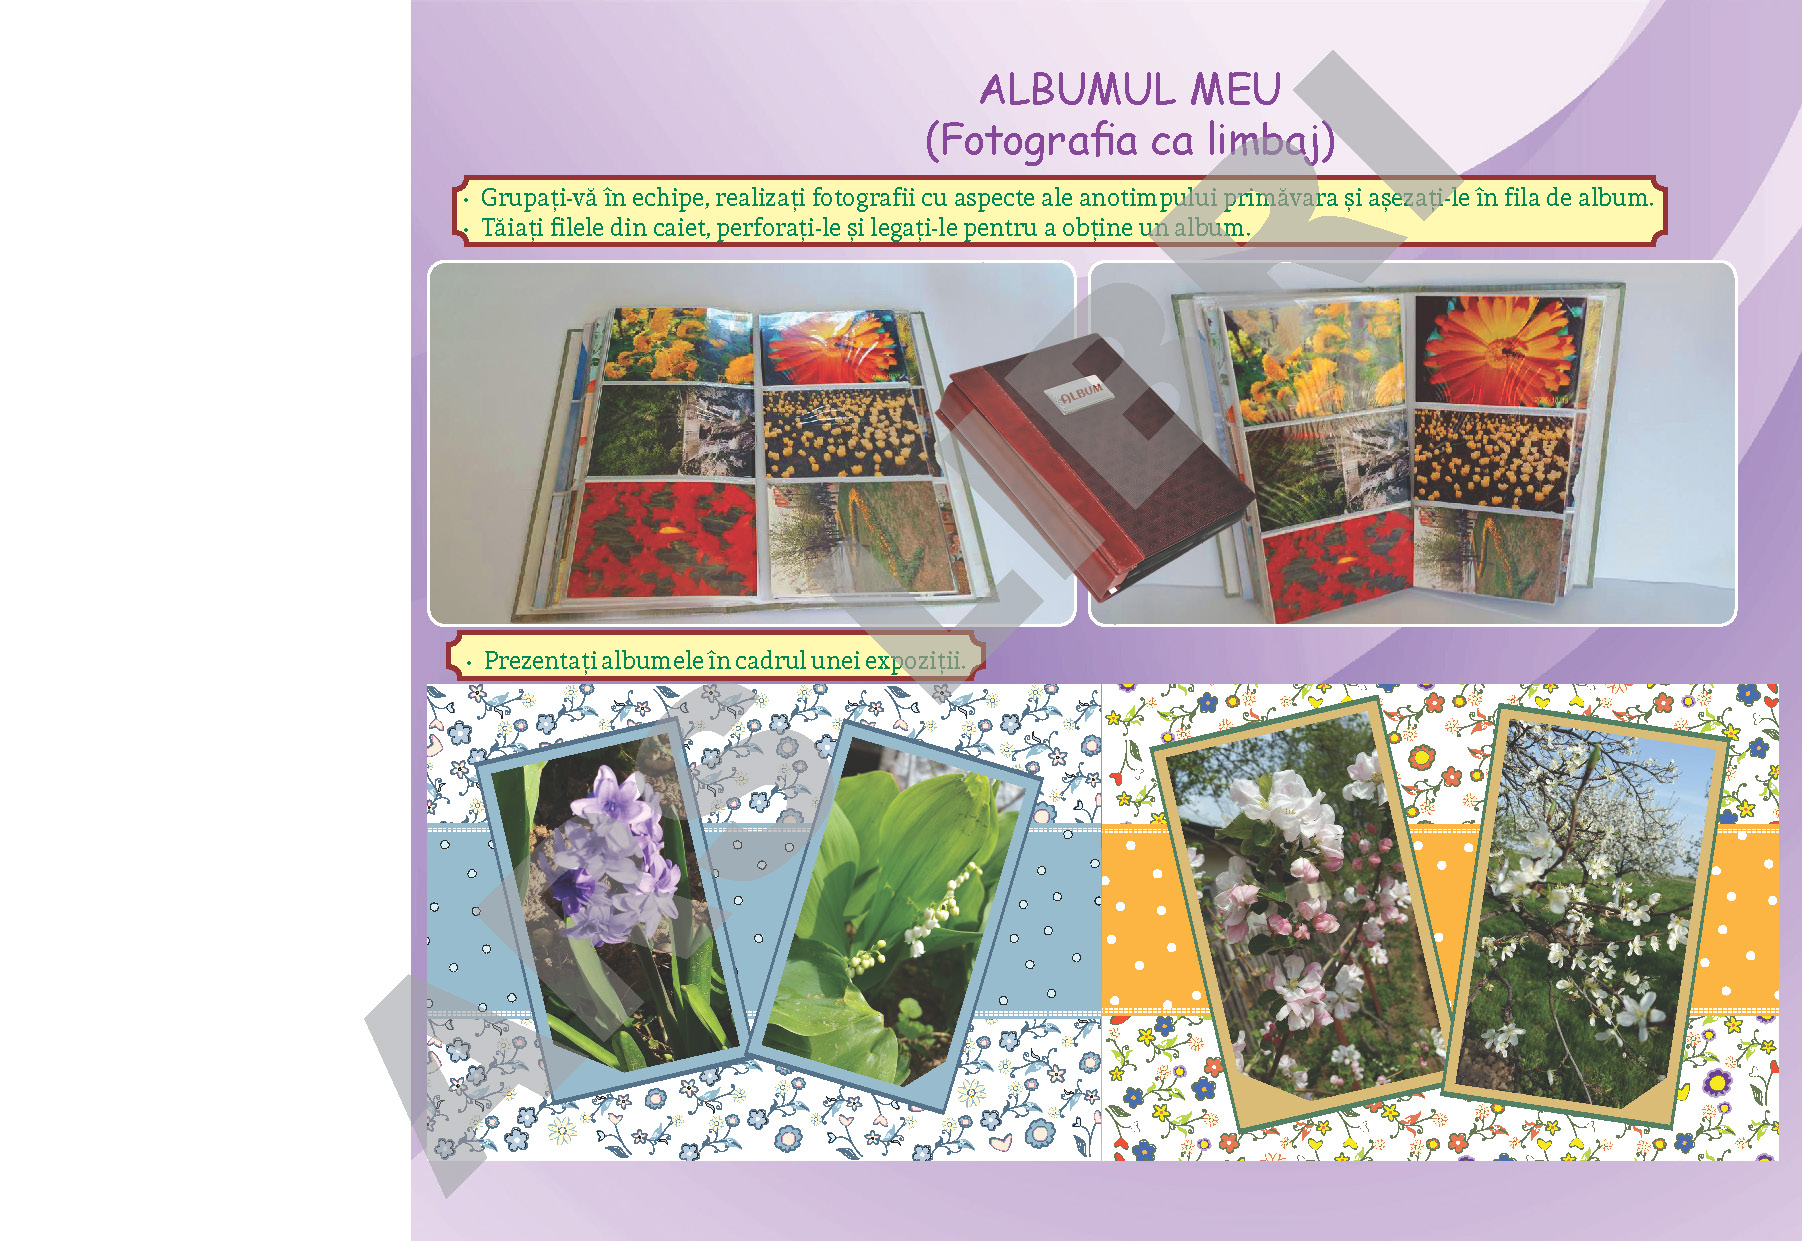 ALBUMUL MEU
(Fotografia ca limbaj)
• Grupați-vă în echipe, realizați fotografii cu aspecte ale anotimpului primăvara și așezați-le în fila de album.
• Tăiați filele din caiet, perforați-le și legați-le pentru a obține un album.
ALBUM
• Prezentați albumele în cadrul unei expoziții.
ARS LIBRI